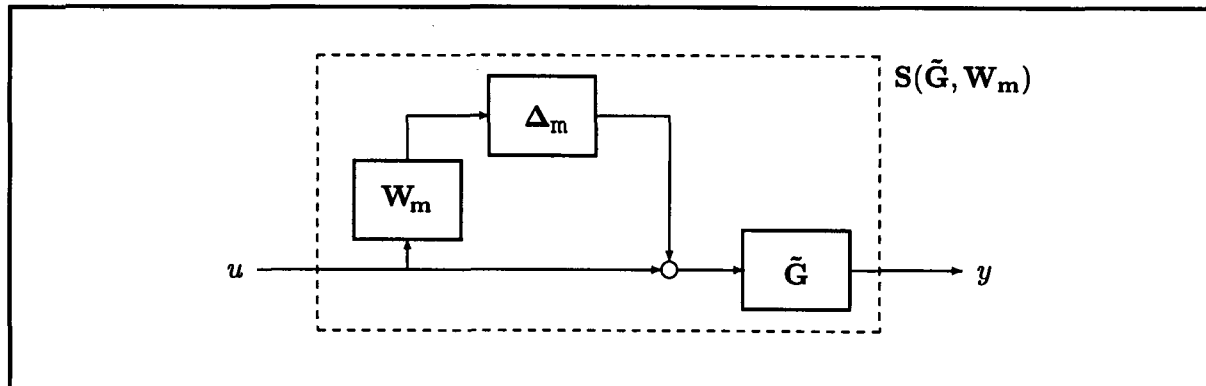 S(G̃, Wₘ)
Δₘ
Wₘ
u
G̃
y